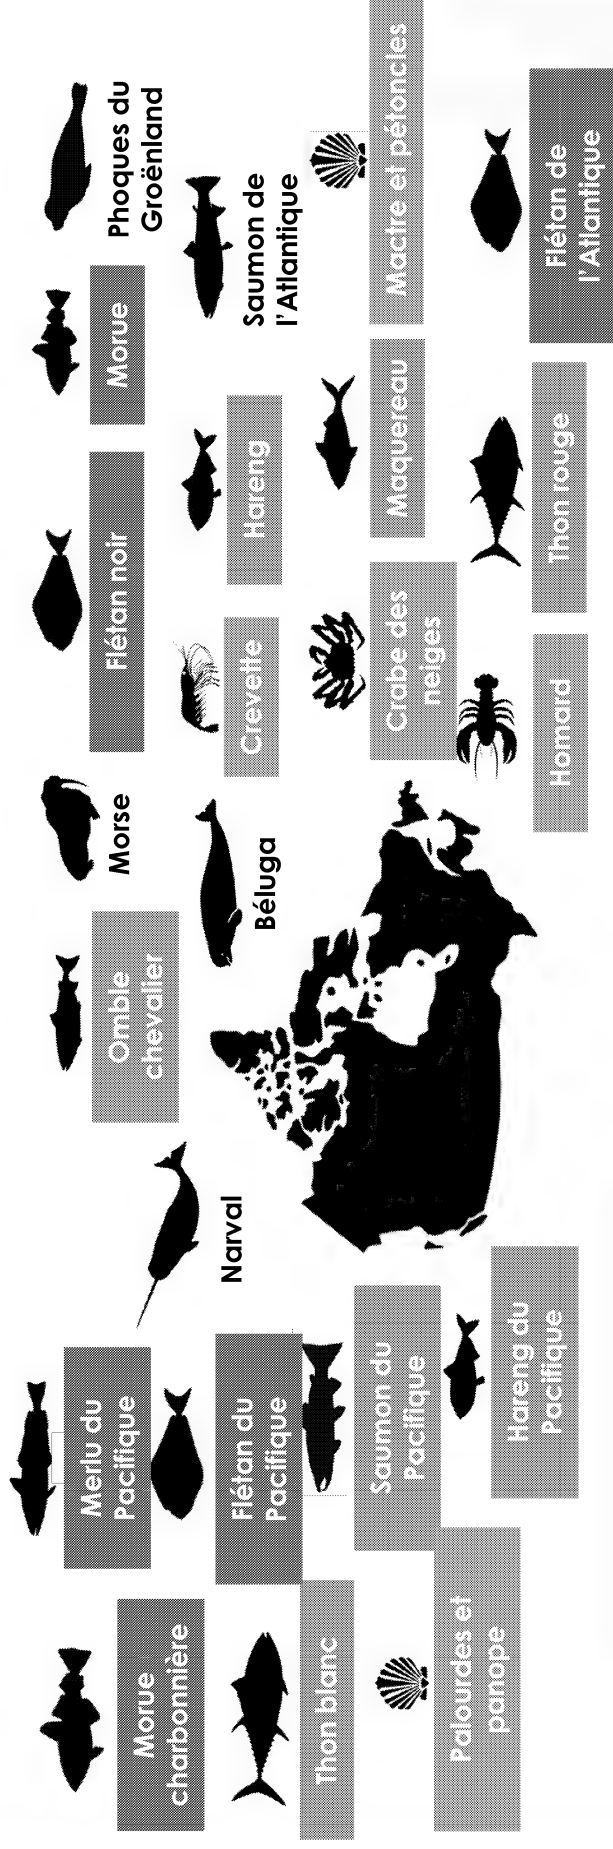 Morue
charbonnière
Merlu du
Pacifique
Narval
Omble
chevalier
Morse
Flétan noir
Morue
Phoques du
Groënland
Thon blanc
Flétan du
Pacifique
Béluga
Crevette
Hareng
Saumon de
l'Atlantique
Palourdes et
panope
Saumon du
Pacifique
Crabe des
neiges
Maquereau
Mactre et pétoncles
Hareng du
Pacifique
Homard
Thon rouge
Flétan de
l'Atlantique